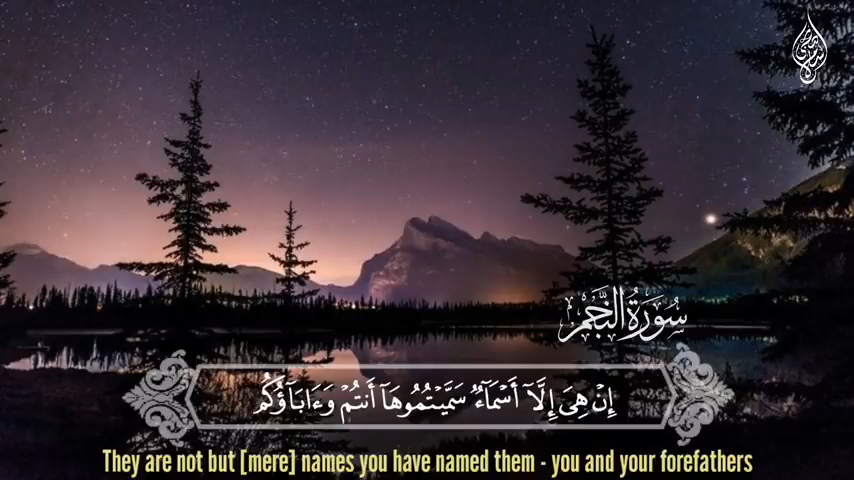 سُورَةُ النَّجْمِ
إِنْ هِىَ إِلَّآ أَسْمَآءٌ سَمَّيْتُمُوهَآ أَنتُمْ وَءَابَآؤُكُم
They are not but [mere] names you have named them - you and your forefathers